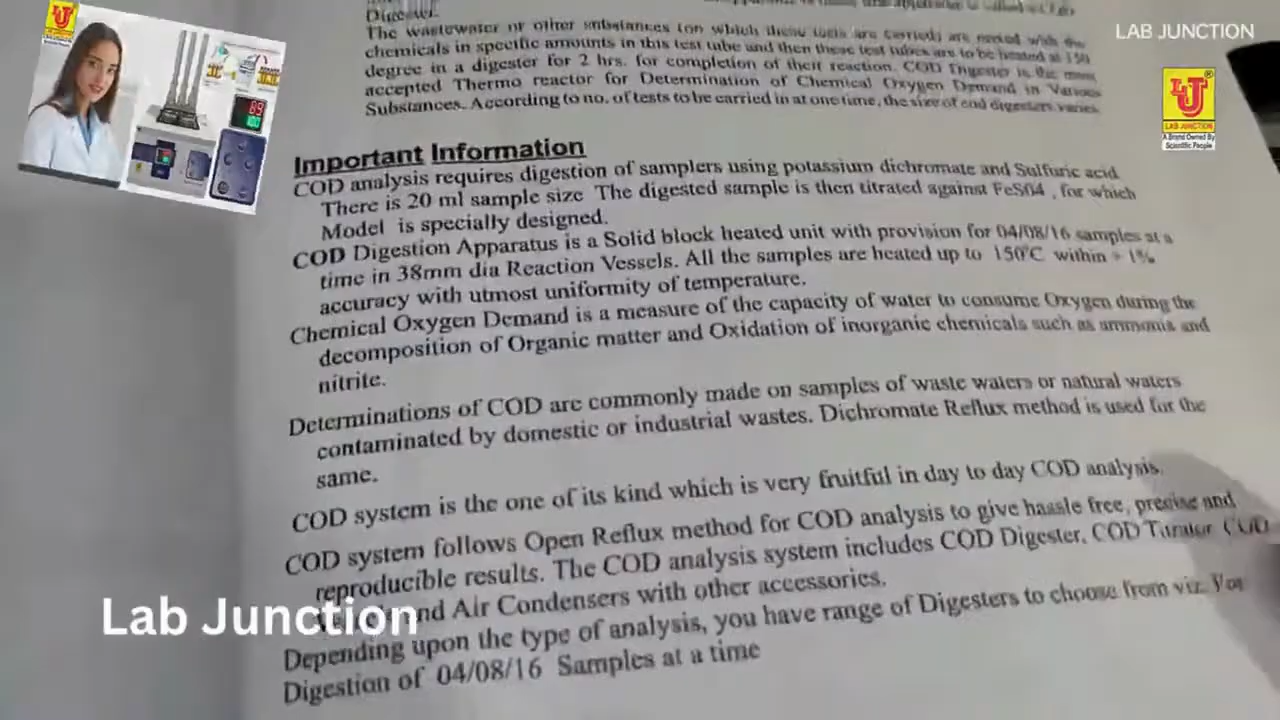 LAB JUNCTION
LJ
LAB JUNCTION
A Brand Owned By
Scientific People
The wastewater or other substances (on which these tests are carried) are mixed with the
chemicals in specific amounts in this test tube and then these test tubes are to be heated at 150
degree in a digester for 2 hrs. for completion of their reaction. COD Digester is the most
accepted Thermo reactor for Determination of Chemical Oxygen Demand in Various
Substances. According to no. of tests to be carried in at one time, the size of cod digesters varies
Important Information
COD analysis requires digestion of samplers using potassium dichromate and Sulfuric acid.
There is 20 ml sample size The digested sample is then titrated against FeS04 , for which
Model is specially designed.
COD Digestion Apparatus is a Solid block heated unit with provision for 04/08/16 samples at a
time in 38mm dia Reaction Vessels. All the samples are heated up to 150°C within ± 1%
accuracy with utmost uniformity of temperature.
Chemical Oxygen Demand is a measure of the capacity of water to consume Oxygen during the
decomposition of Organic matter and Oxidation of inorganic chemicals such as ammonia and
nitrite.
Determinations of COD are commonly made on samples of waste waters or natural waters
contaminated by domestic or industrial wastes. Dichromate Reflux method is used for the
same.
COD system is the one of its kind which is very fruitful in day to day COD analysis.
COD system follows Open Reflux method for COD analysis to give haasle free, precise and
reproducible results. The COD analysis system includes COD Digester, COD Titrator COD
and Air Condensers with other accessories.
Depending upon the type of analysis, you have range of Digesters to choose from viz. For
Digestion of 04/08/16 Samples at a time
Lab Junction